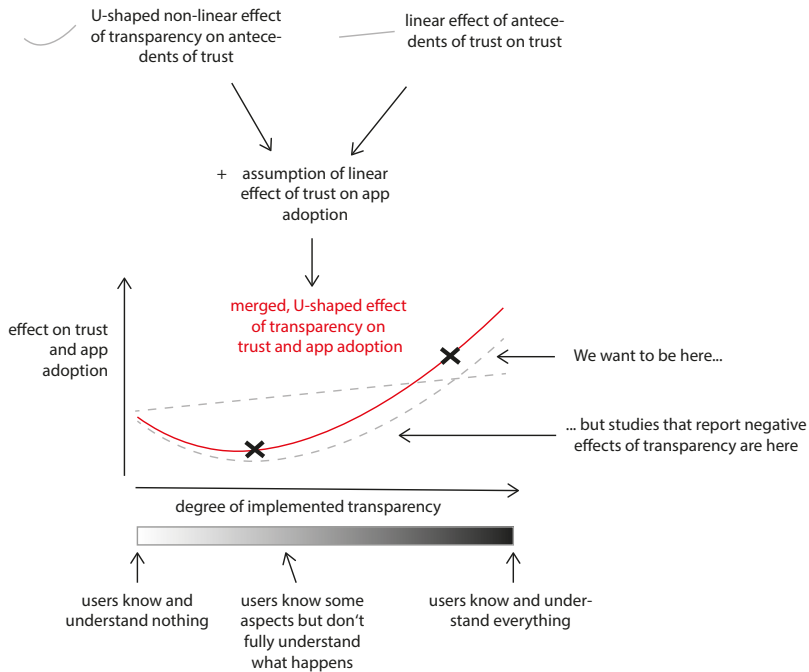 U-shaped non-linear effect
of transparency on antece-
dents of trust
linear effect of antece-
dents of trust on trust
+ assumption of linear
effect of trust on app
adoption
merged, U-shaped effect
of transparency on
trust and app adoption
effect on trust
and app
adoption
We want to be here...
... but studies that report negative
effects of transparency are here
degree of implemented transparency
users know and
understand nothing
users know some
aspects but don't
fully understand
what happens
users know and under-
stand everything